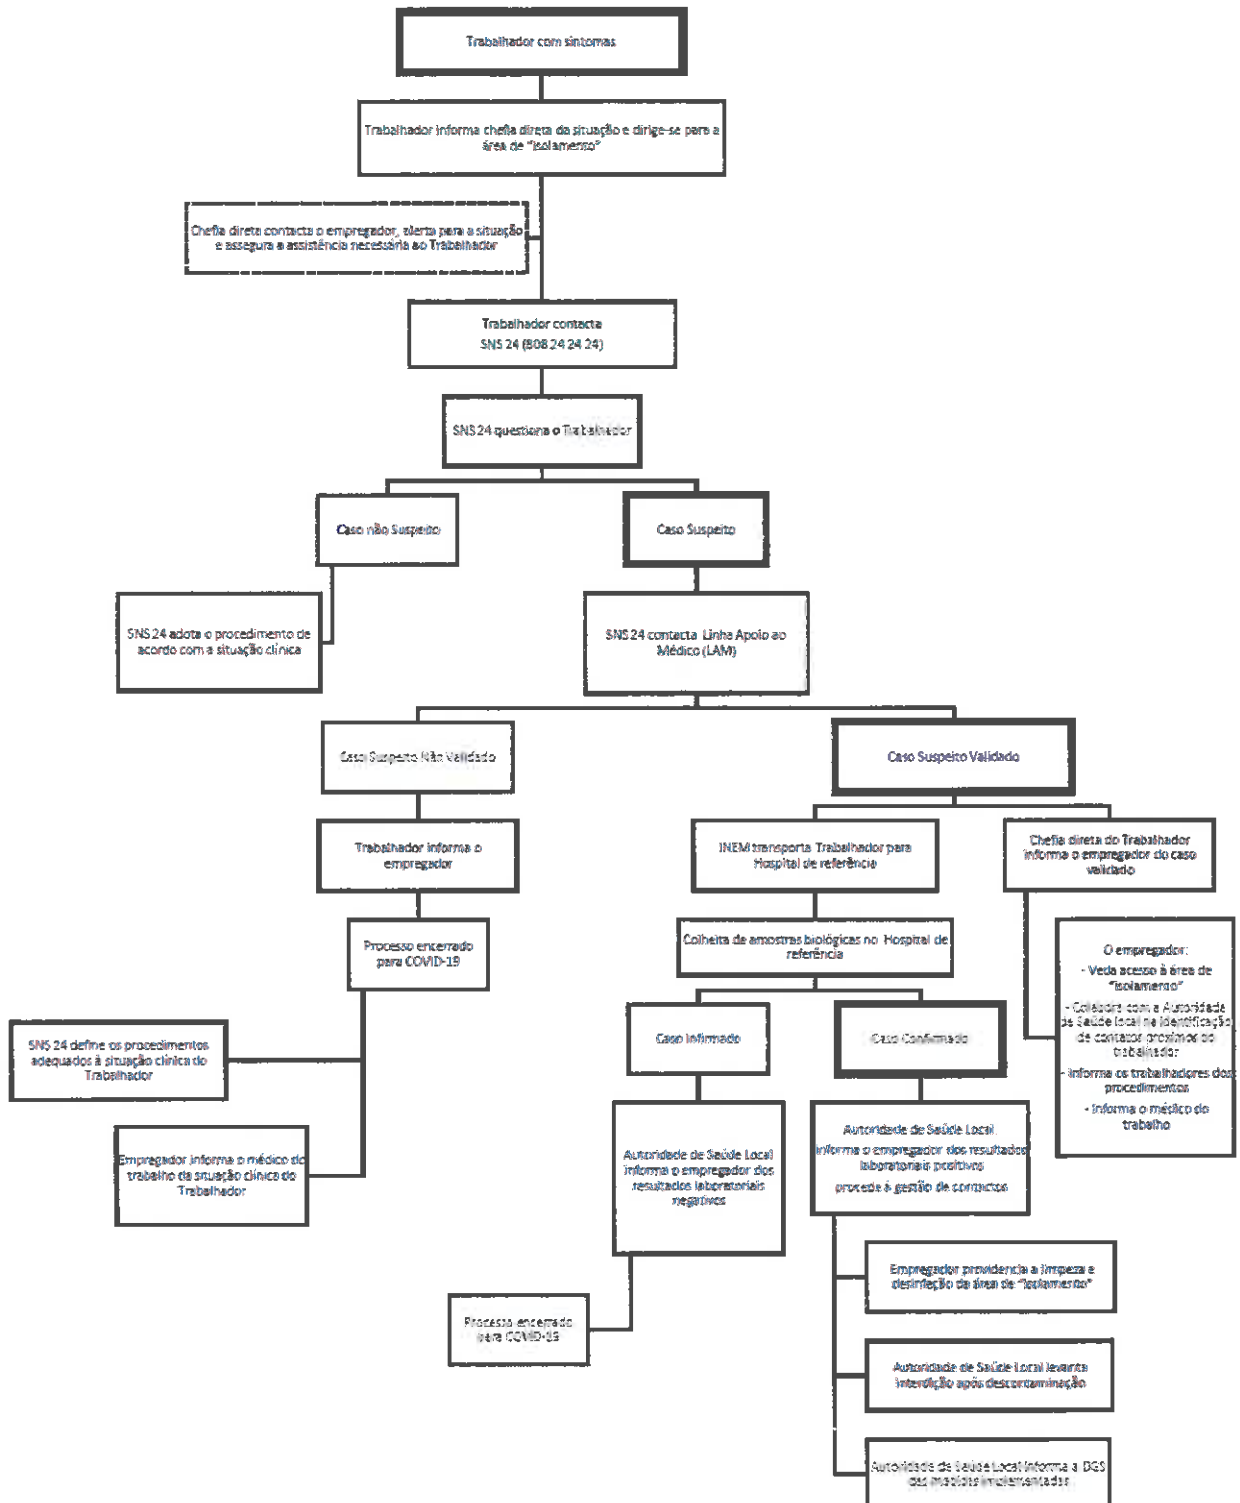 Trabalhador com sintomas
Trabalhador informa chefia direta da situação e dirige-se para a
área de "isolamento"
Chefia direta contacta o empregador, alerta para a situação
e assegura a assistência necessária ao Trabalhador
Trabalhador contacta
SNS 24 (808 24 24 24)
SNS 24 questiona o Trabalhador
Caso não Suspeito
Caso Suspeito
SNS 24 adota o procedimento de
acordo com a situação clínica
SNS 24 contacta Linha Apoio ao
Médico (LAM)
Caso Suspeito Não Validado
Caso Suspeito Validado
Trabalhador informa o
empregador
INEM transporta Trabalhador para
Hospital de referência
Chefia direta do Trabalhador
informa o empregador do caso
validado
Processo encerrado
para COVID-19
Colheita de amostras biológicas no Hospital de
referência
O empregador:
- Veda acesso à área de
"isolamento"
- Colabora com a Autoridade
de Saúde local na identificação
de contatos próximos do
trabalhador
- Informa os trabalhadores dos
procedimentos
- Informa o médico do
trabalho
SNS 24 define os procedimentos
adequados à situação clínica do
Trabalhador
Caso Infirmado
Caso Confirmado
Empregador informa o médico do
trabalho da situação clínica do
Trabalhador
Autoridade de Saúde Local
informa o empregador dos
resultados laboratoriais
negativos
Autoridade de Saúde Local
informa o empregador dos resultados
laboratoriais positivos
procede à gestão de contactos
Empregador providencia a limpeza e
desinfeção da área de "isolamento"
Processo encerrado
para COVID-19
Autoridade de Saúde Local levanta
interdição após descontaminação
Autoridade de Saúde Local informa a DGS
das medidas implementadas